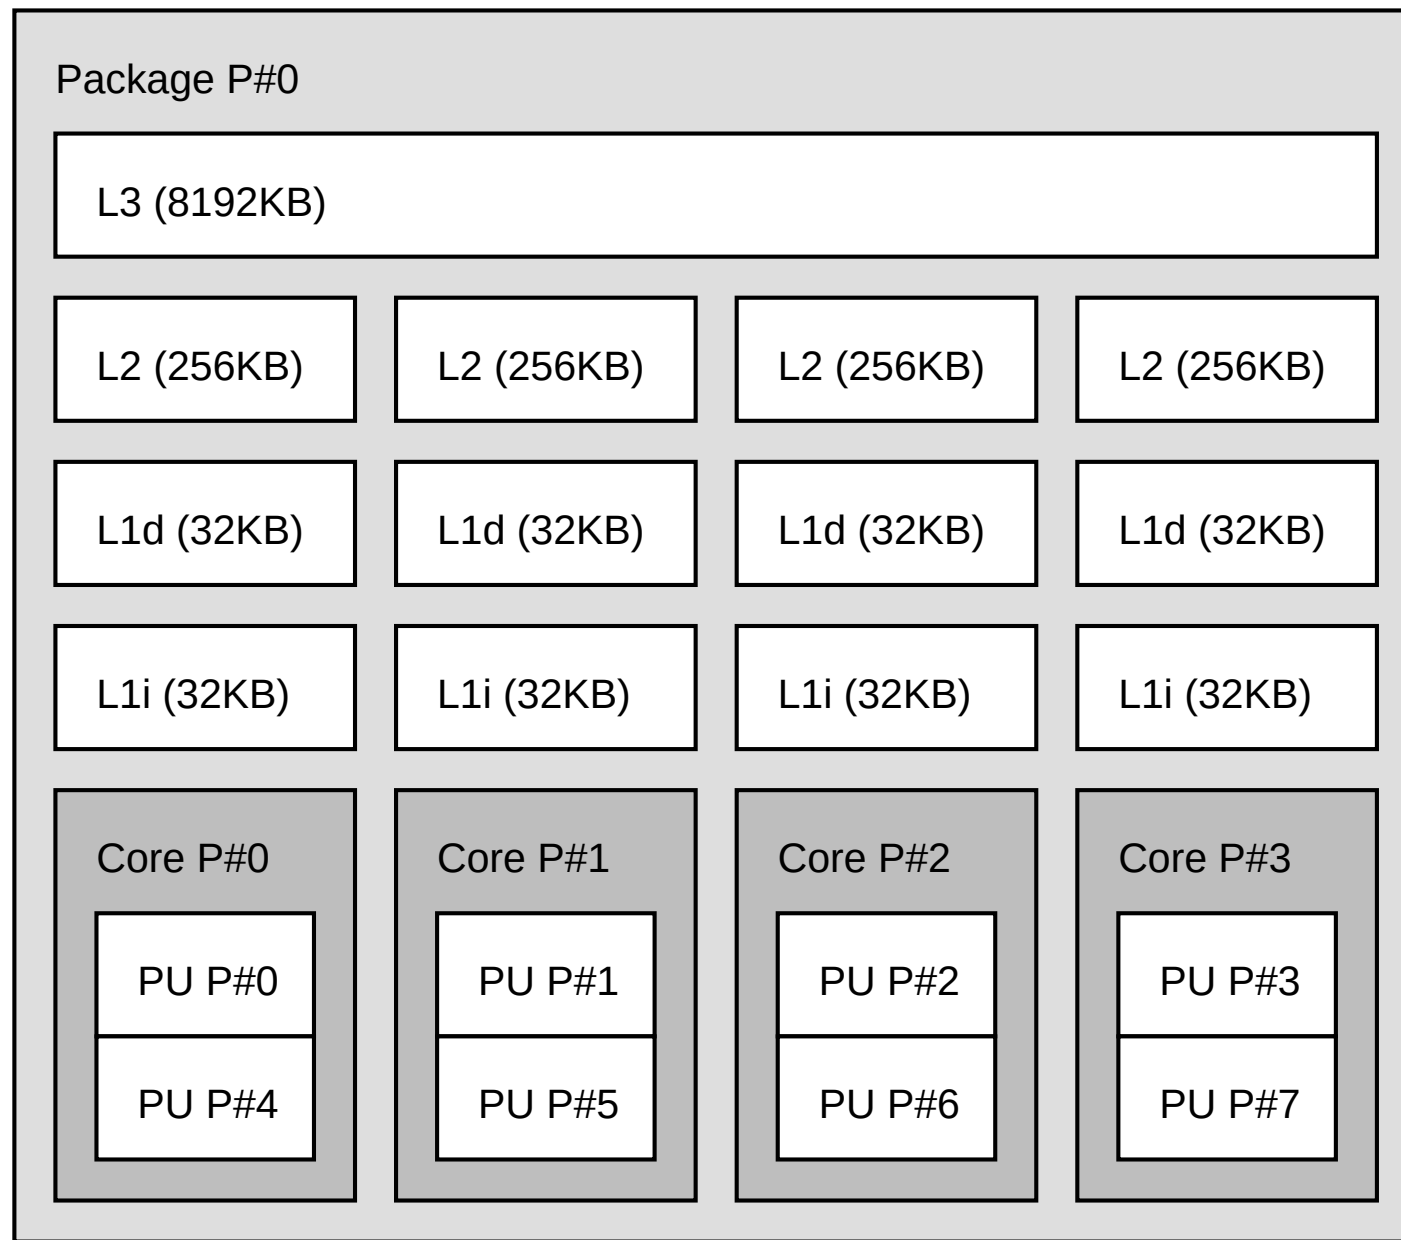 Package P#0
L3 (8192KB)
L2 (256KB) L2 (256KB) L2 (256KB) L2 (256KB)
L1d (32KB) L1d (32KB) L1d (32KB) L1d (32KB)
L1i (32KB) L1i (32KB) L1i (32KB) L1i (32KB)
Core P#0 Core P#1 Core P#2 Core P#3
PU P#0 PU P#1 PU P#2 PU P#3
PU P#4 PU P#5 PU P#6 PU P#7